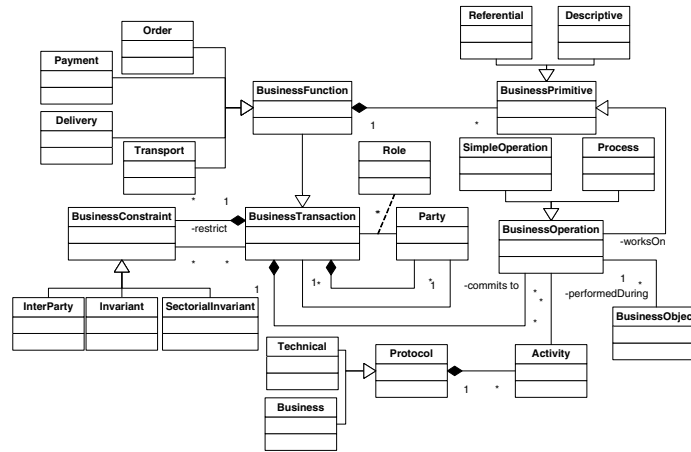 Referential
Descriptive
Order
Payment
BusinessFunction
BusinessPrimitive
1
*
Delivery
Transport
Role
SimpleOperation
Process
*
1
BusinessConstraint
-restrict
BusinessTransaction
*
Party
BusinessOperation
-worksOn
*
*
1
1
*
*
1
-commits to
*
*
*
-performedDuring
1
*
InterParty
Invariant
SectorialInvariant
BusinessObject
Technical
Protocol
Activity
1
*
Business